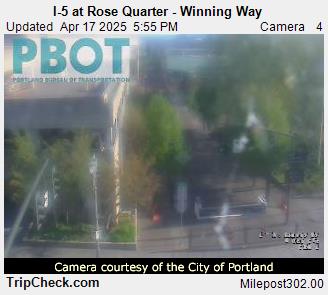 I-5 at Rose Quarter - Winning Way
Updated Apr 17 2025 5:55 PM Camera 4
PBOT
PORTLAND BUREAU OF TRANSPORTATION
Camera courtesy of the City of Portland
TripCheck.com Milepost302.00